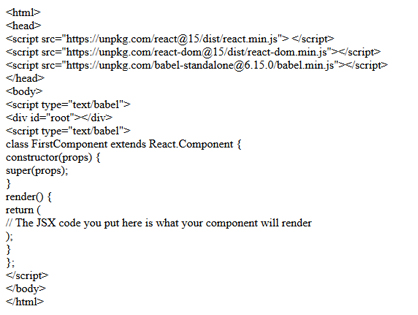 <html>
<head>
<script src="https://unpkg.com/react@15/dist/react.min.js"> </script>
<script src="https://unpkg.com/react-dom@15/dist/react-dom.min.js"></script>
<script src="https://unpkg.com/babel-standalone@6.15.0/babel.min.js"></script>
</head>
<body>
<script type="text/babel">
<div id="root"></div>
<script type="text/babel">
class FirstComponent extends React.Component {
constructor(props) {
super(props);
}
render() {
return (
// The JSX code you put here is what your component will render
);
}
};
</script>
</body>
</html>